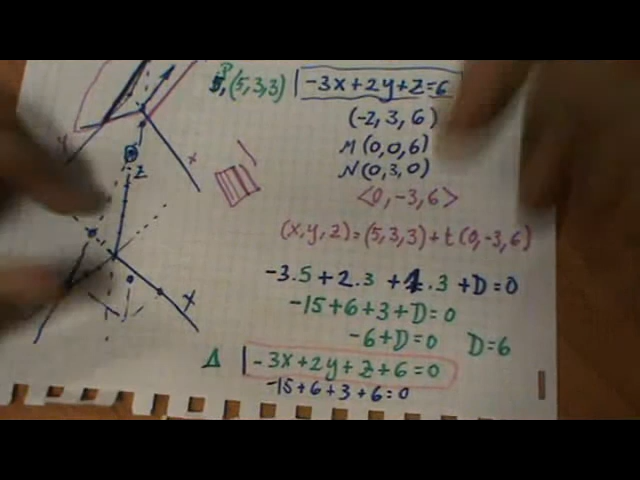 P(5,3,3) -3x+2y+z=6
(-2,3,6)
M(0,0,6)
N(0,3,0)
<0,-3,6>
(x,y,z)=(5,3,3)+t(0,-3,6)
-3.5+2.3+1.3+D=0
-15+6+3+D=0
-6+D=0 D=6
Δ -3x+2y+z+6=0
-15+6+3+6=0
Y
x
z
X